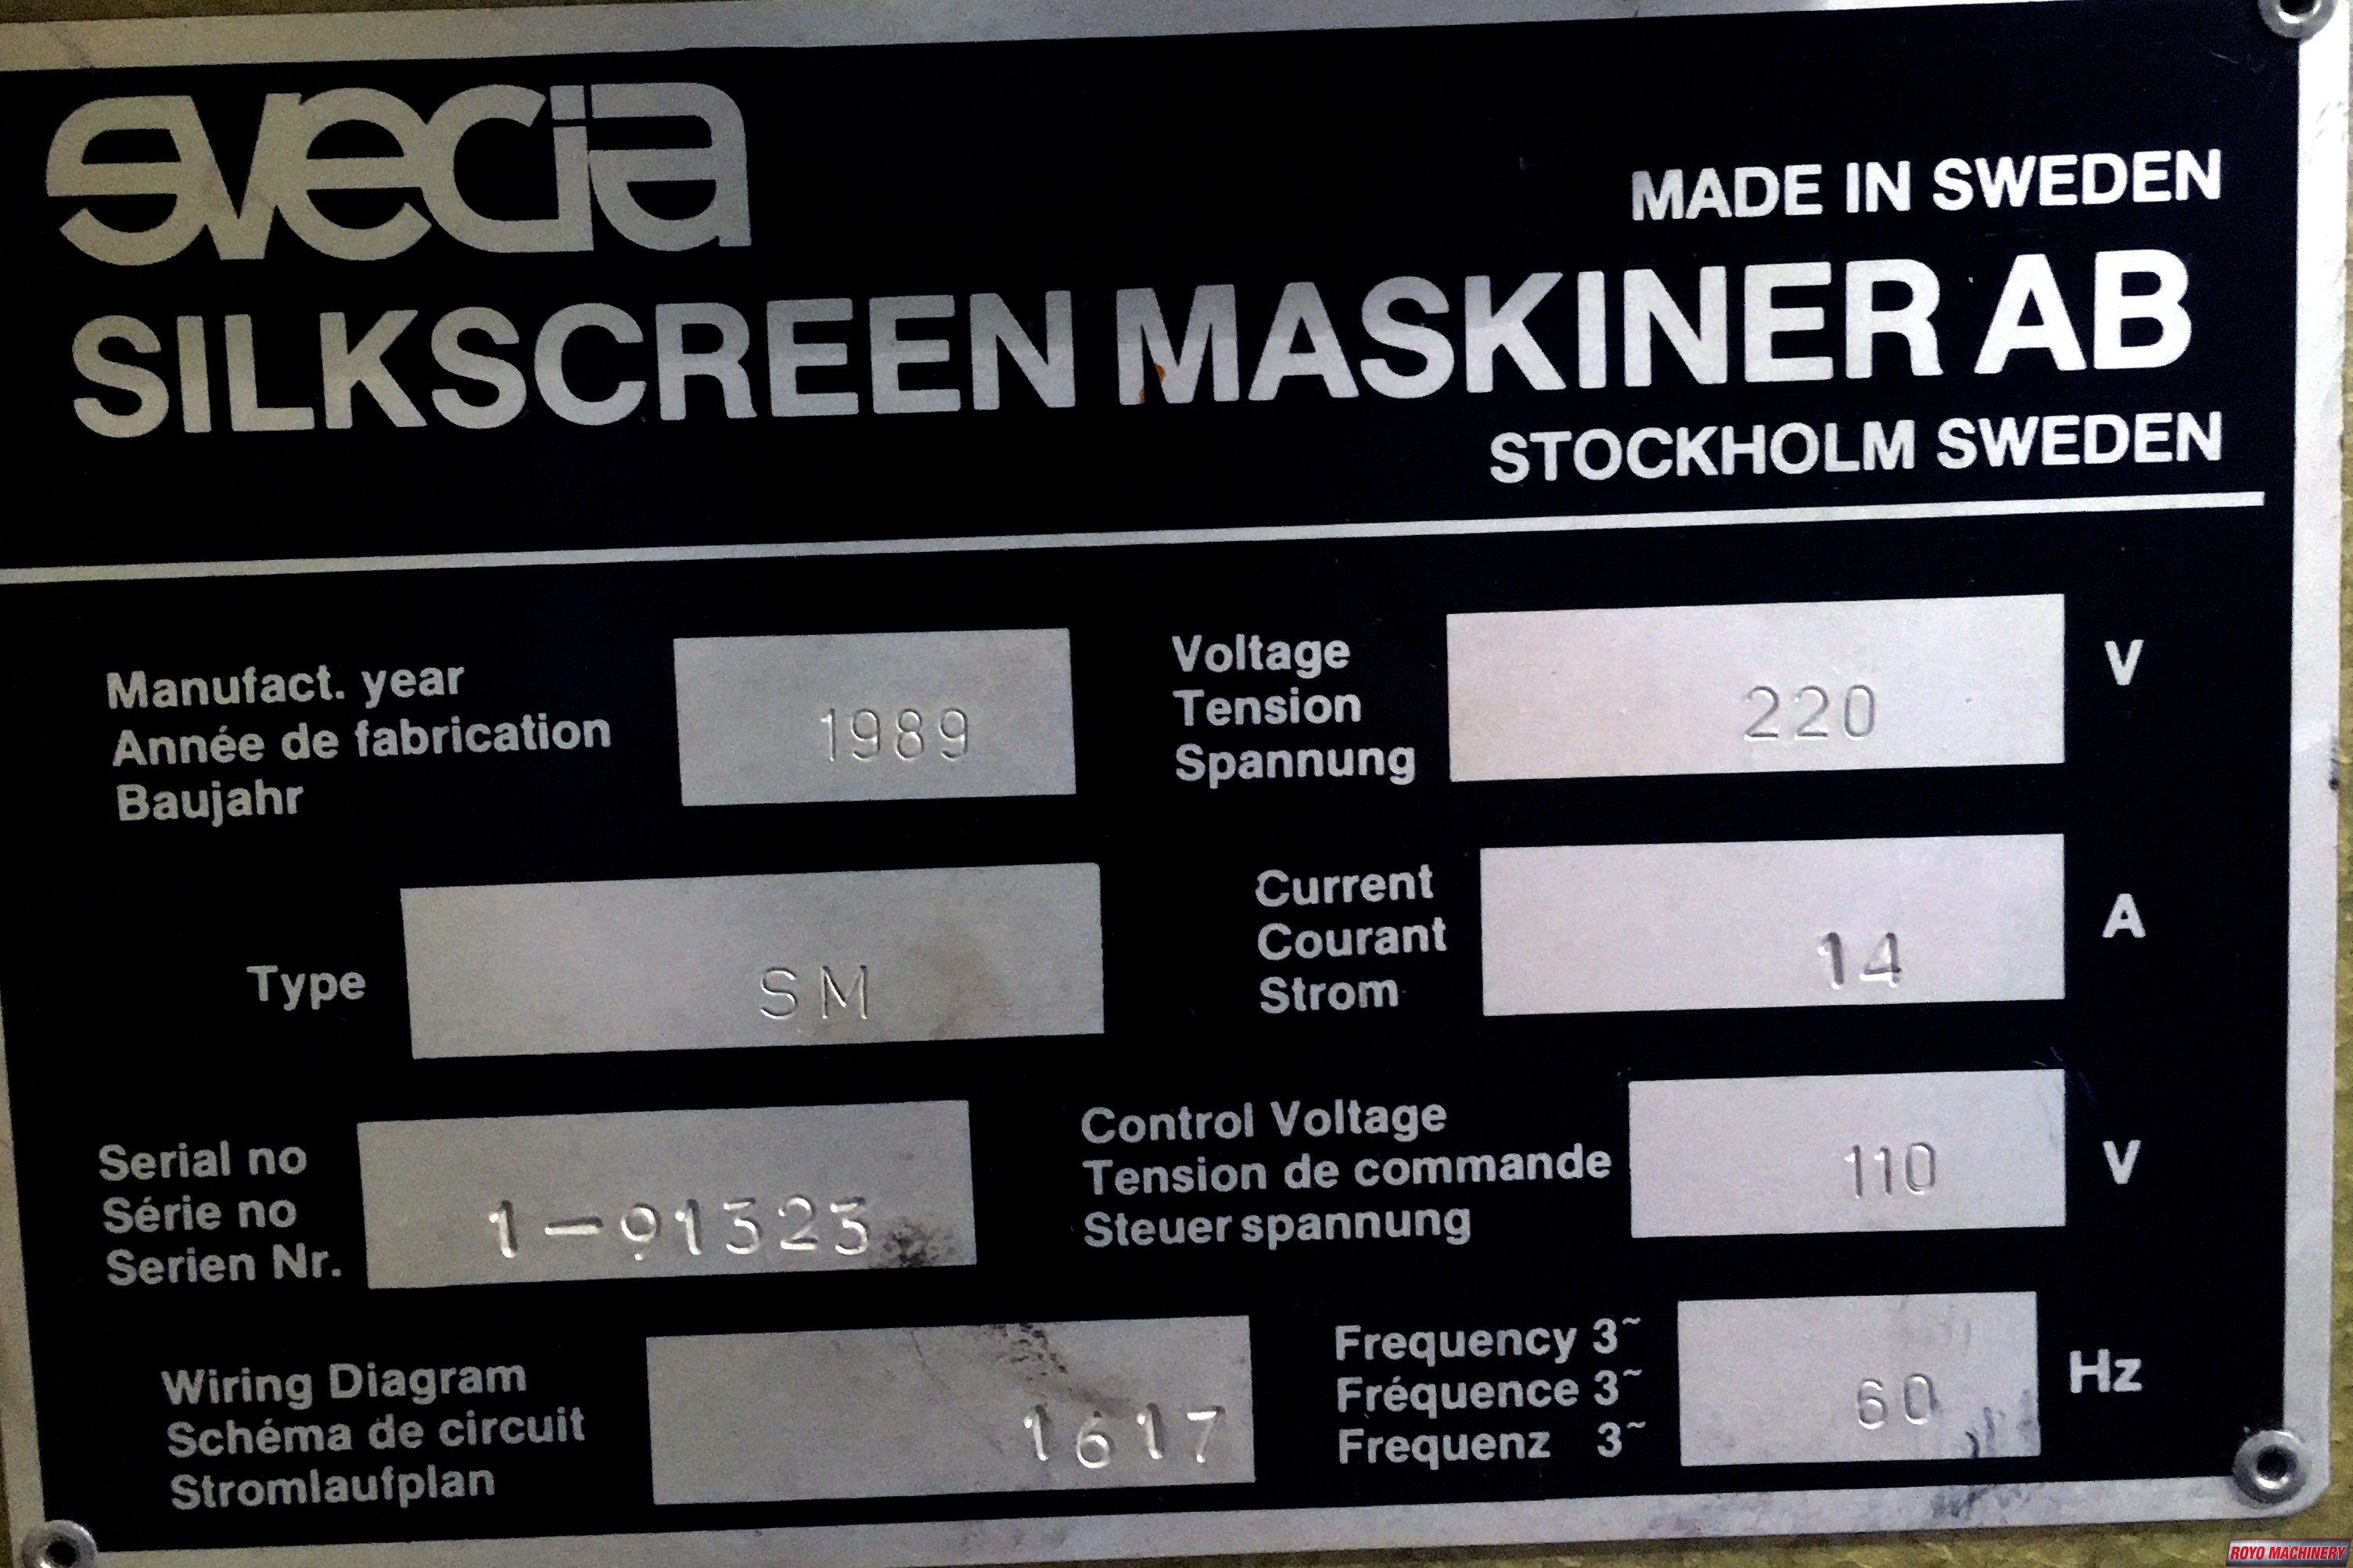 svecia
MADE IN SWEDEN
SILKSCREEN MASKINER AB
STOCKHOLM SWEDEN
Manufact. year
Année de fabrication
Baujahr
1989
Voltage
Tension
Spannung
220
V
Type
SM
Current
Courant
Strom
14
A
Serial no
Série no
Serien Nr.
1-91323
Control Voltage
Tension de commande
Steuerspannung
110
V
Wiring Diagram
Schéma de circuit
Stromlaufplan
1617
Frequency 3~
Fréquence 3~
Frequenz 3~
60
Hz
ROYO MACHINERY